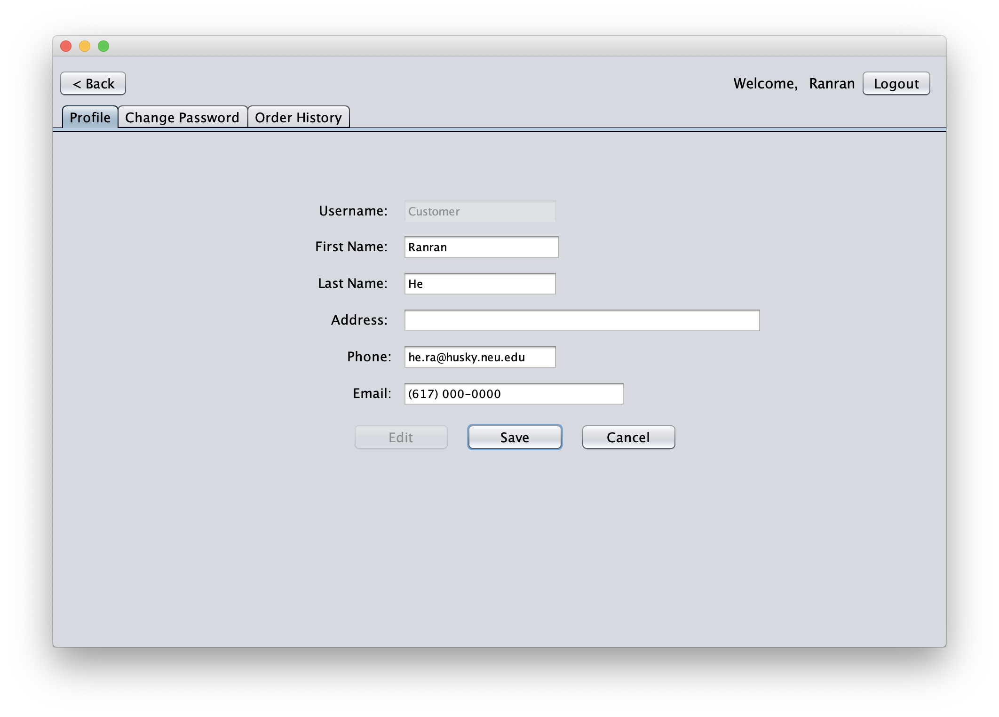 < Back
Welcome, Ranran Logout
Profile Change Password Order History
Username: Customer
First Name: Ranran
Last Name: He
Address:
Phone: he.ra@husky.neu.edu
Email: (617) 000-0000
Edit Save Cancel